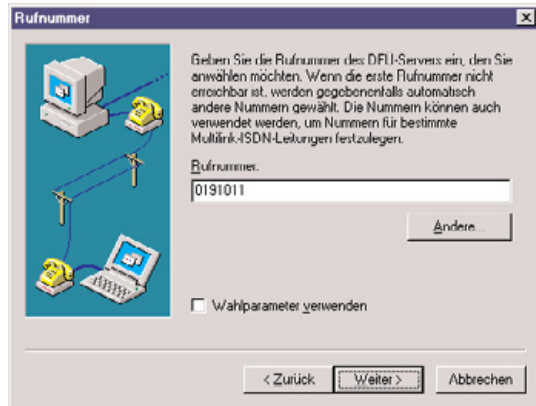 Rufnummer
Geben Sie die Rufnummer des DFÜ-Servers ein, den Sie
anwählen möchten. Wenn die erste Rufnummer nicht
erreichbar ist, werden gegebenenfalls automatisch
andere Nummern gewählt. Die Nummern können auch
verwendet werden, um Nummern für bestimmte
Multilink-ISDN-Leitungen festzulegen.
Rufnummer:
0191011
Andere...
Wahlparameter verwenden
< Zurück
Weiter >
Abbrechen